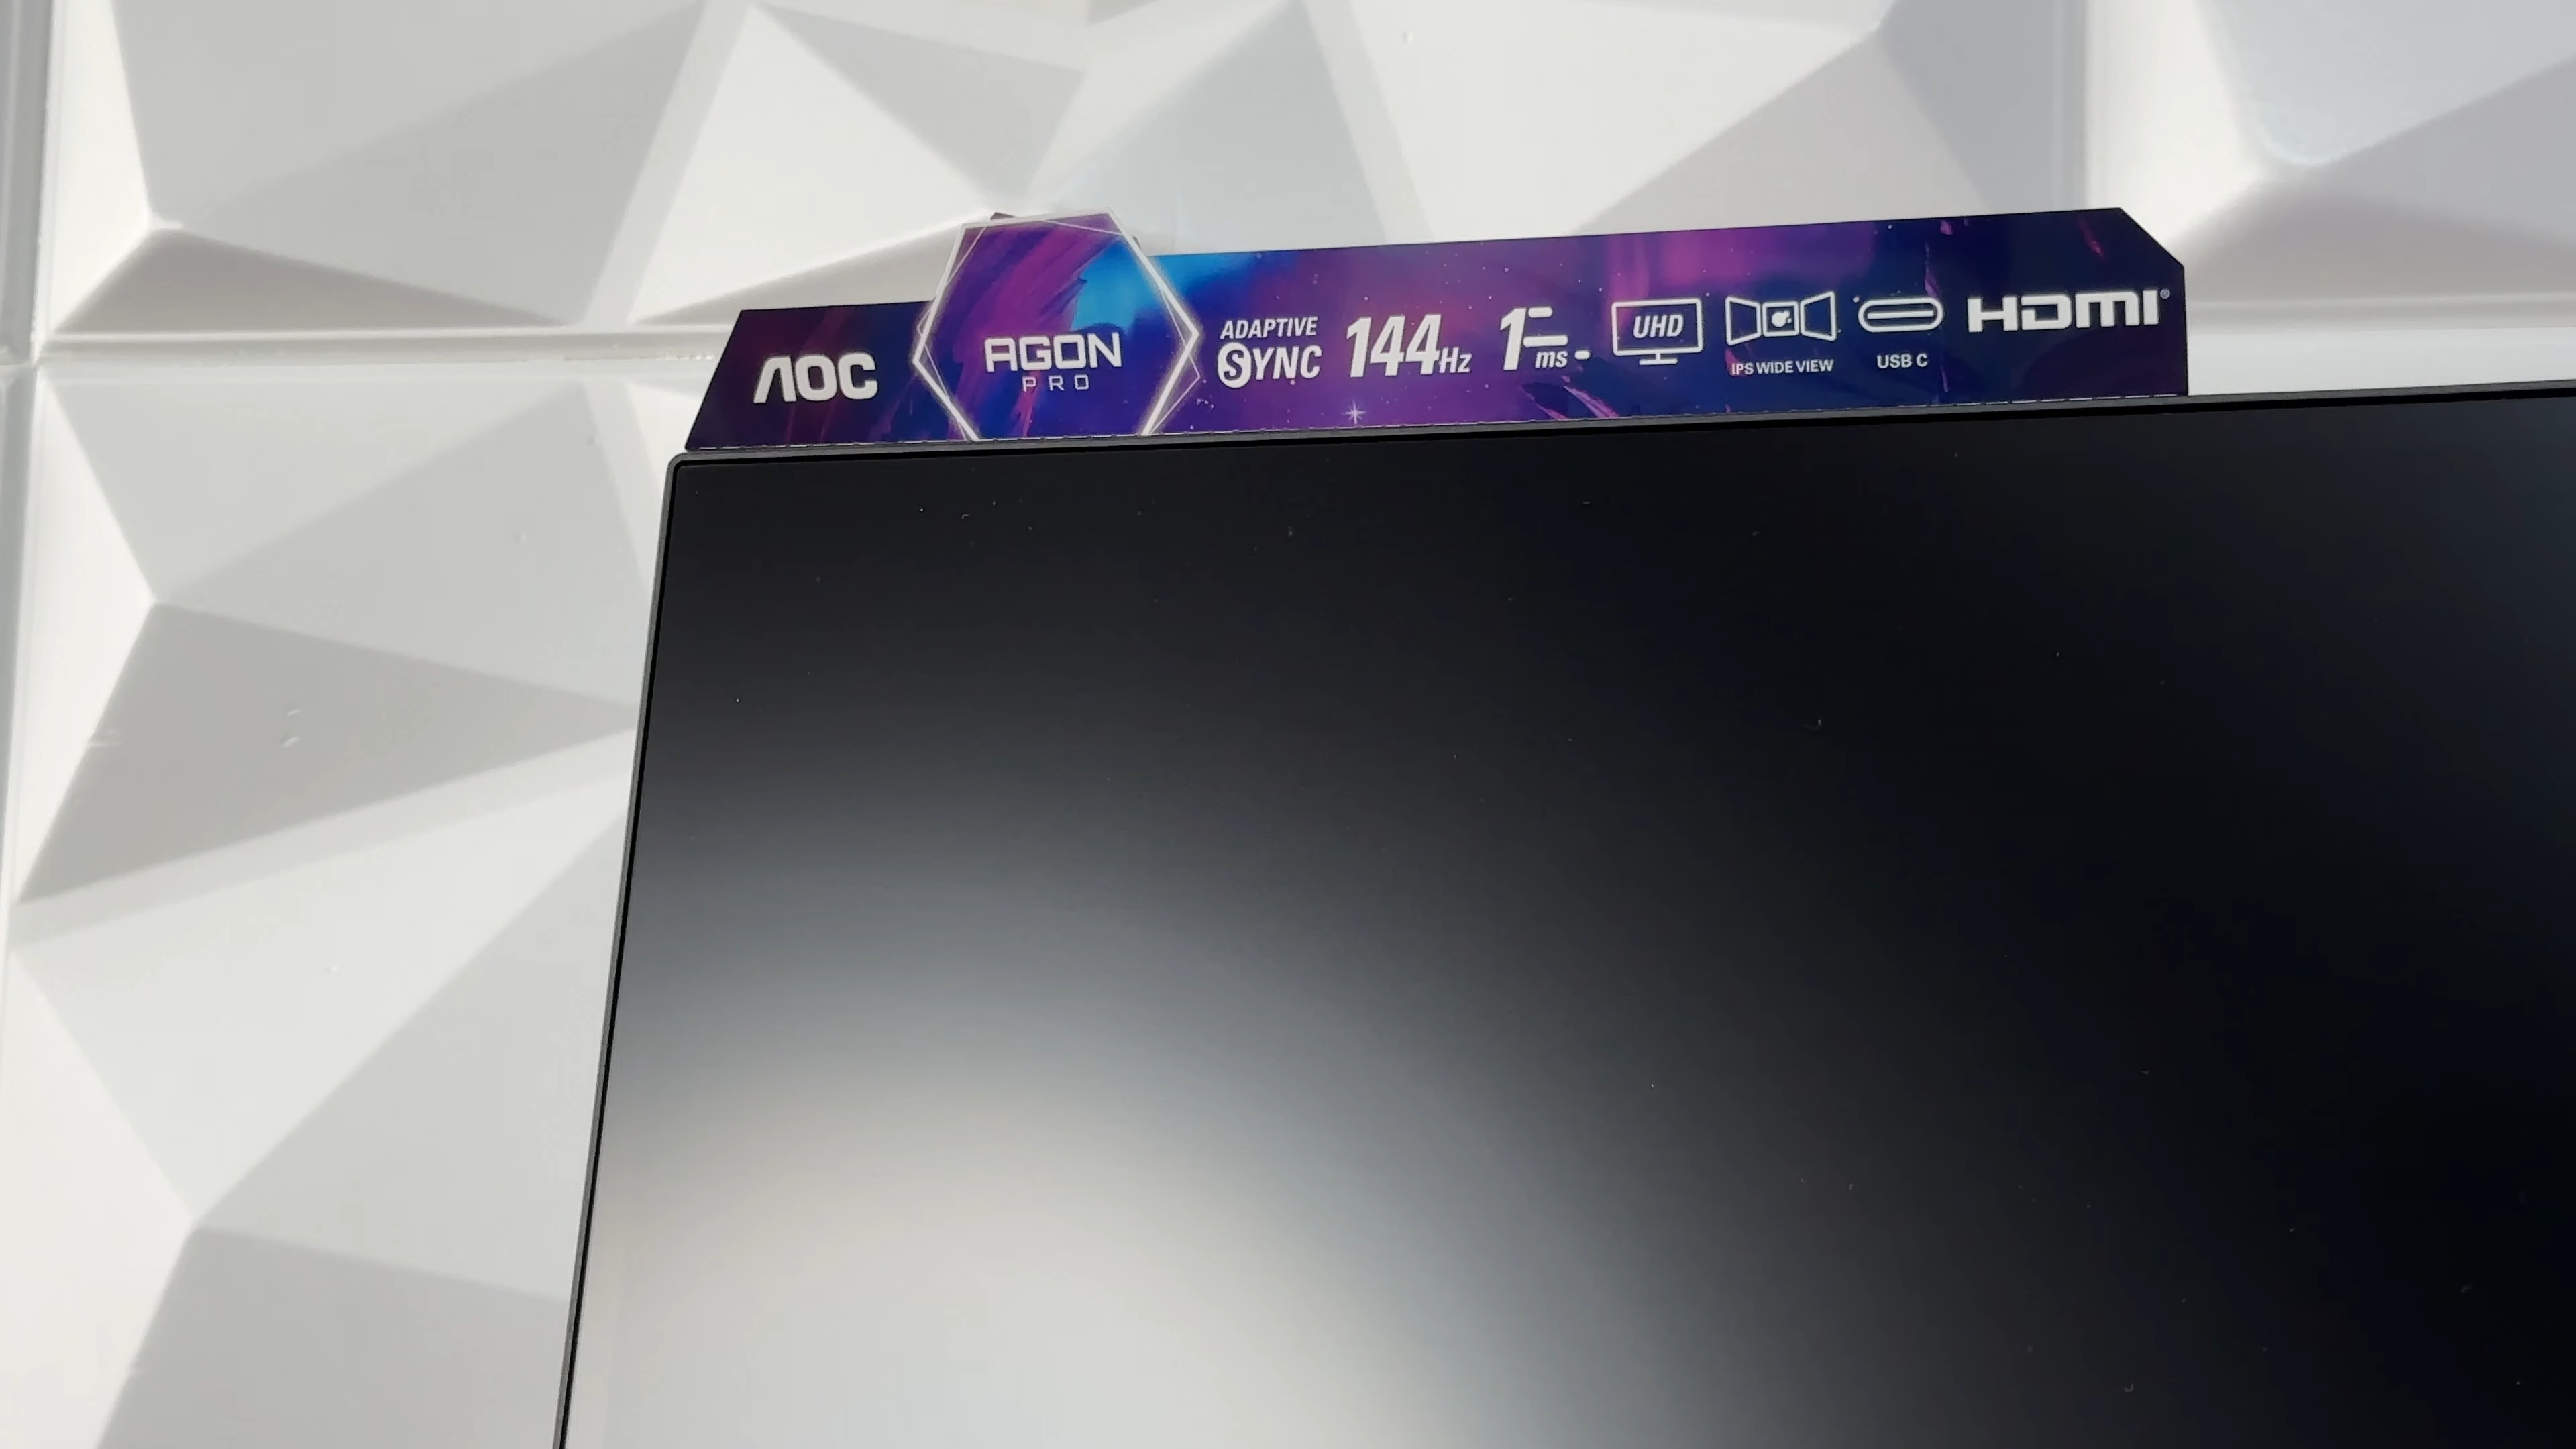 AOC
AGON
PRO
ADAPTIVE
SYNC
144Hz
1ms
UHD
IPS WIDE VIEW
USB C
HDMI®